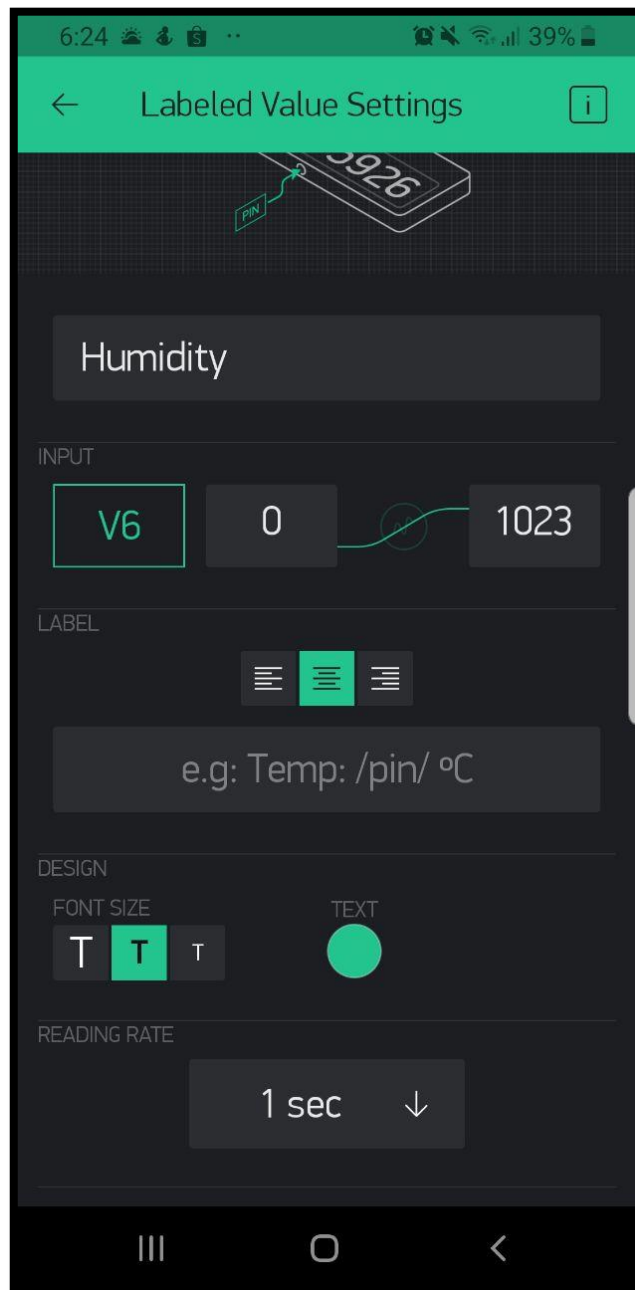 6:24 39%
Labeled Value Settings i
5926
PIN
Humidity
INPUT
V6 0 1023
LABEL
e.g: Temp: /pin/ ºC
DESIGN
FONT SIZE TEXT
T T T
READING RATE
1 sec